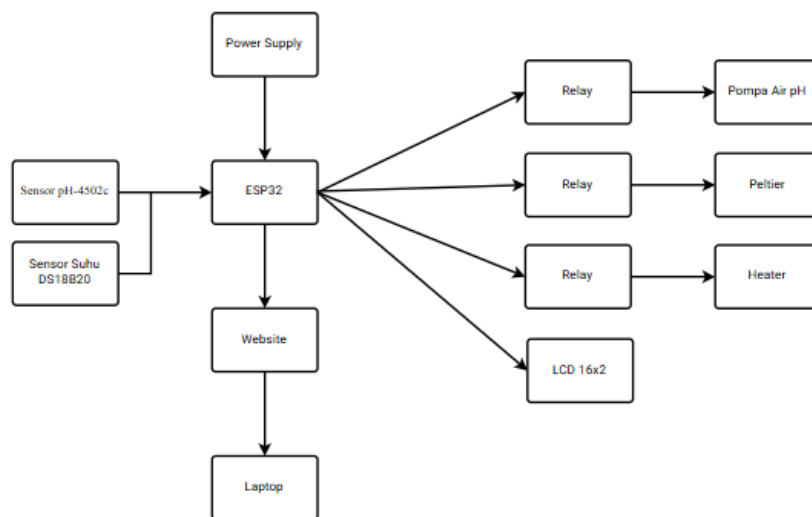 Power Supply
Relay
Pompa Air pH
Sensor pH-4502c
ESP32
Relay
Peltier
Sensor Suhu
DS18B20
Relay
Heater
Website
LCD 16x2
Laptop